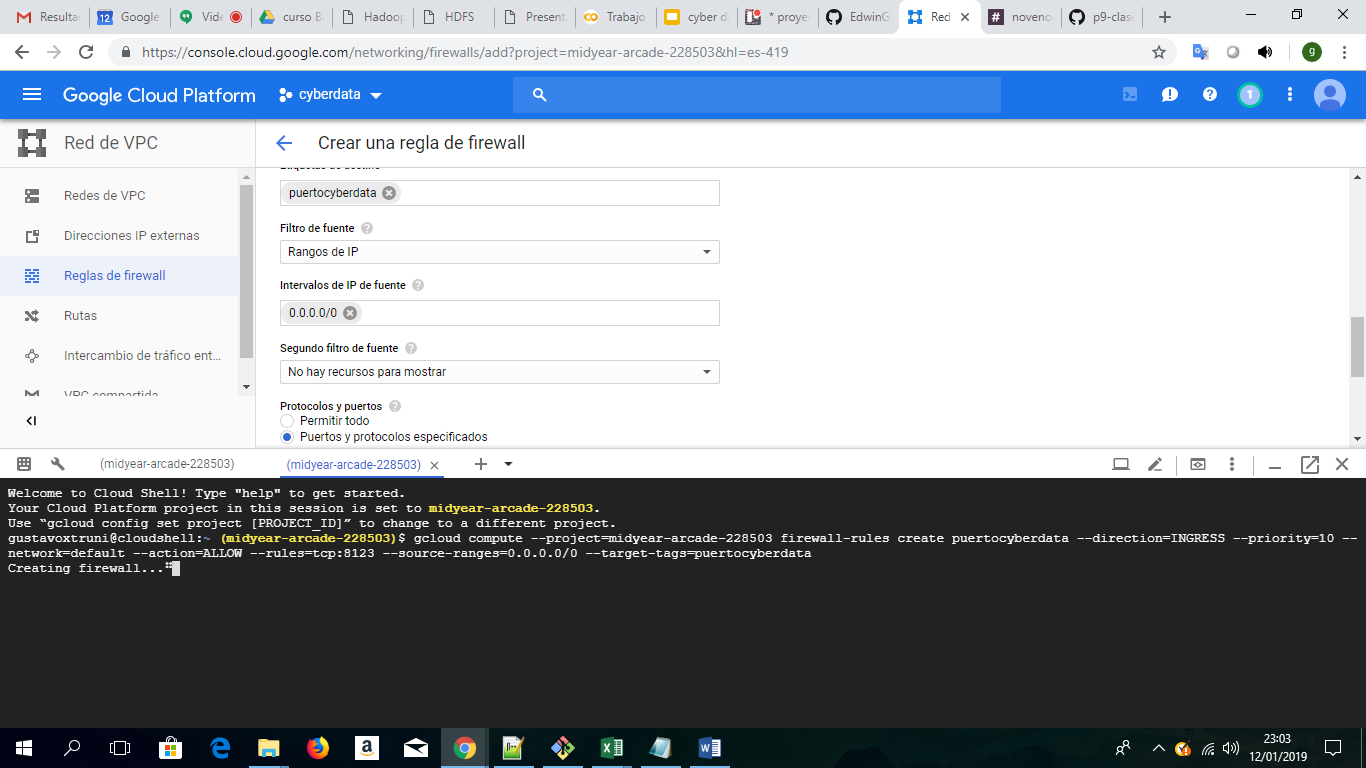 Resulta
Google
Vide
curso B
Hadoop
HDFS
Present
Trabajo
cyber d
* proye
EdwinG
Red
noveno
p9-clas
https://console.cloud.google.com/networking/firewalls/add?project=midyear-arcade-228503&hl=es-419
g
Google Cloud Platform
cyberdata
1
Red de VPC
Crear una regla de firewall
Redes de VPC
Direcciones IP externas
Reglas de firewall
Rutas
Intercambio de tráfico ent...
VPC compartida
Etiquetas de destino
puertocyberdata
Filtro de fuente
Rangos de IP
Intervalos de IP de fuente
0.0.0.0/0
Segundo filtro de fuente
No hay recursos para mostrar
Protocolos y puertos
Permitir todo
Puertos y protocolos especificados
(midyear-arcade-228503)
(midyear-arcade-228503)
Welcome to Cloud Shell! Type "help" to get started.
Your Cloud Platform project in this session is set to midyear-arcade-228503.
Use “gcloud config set project [PROJECT_ID]” to change to a different project.
gustavoxtruni@cloudshell:~ (midyear-arcade-228503)$ gcloud compute --project=midyear-arcade-228503 firewall-rules create puertocyberdata --direction=INGRESS --priority=10 --
network=default --action=ALLOW --rules=tcp:8123 --source-ranges=0.0.0.0/0 --target-tags=puertocyberdata
Creating firewall...
23:03
12/01/2019